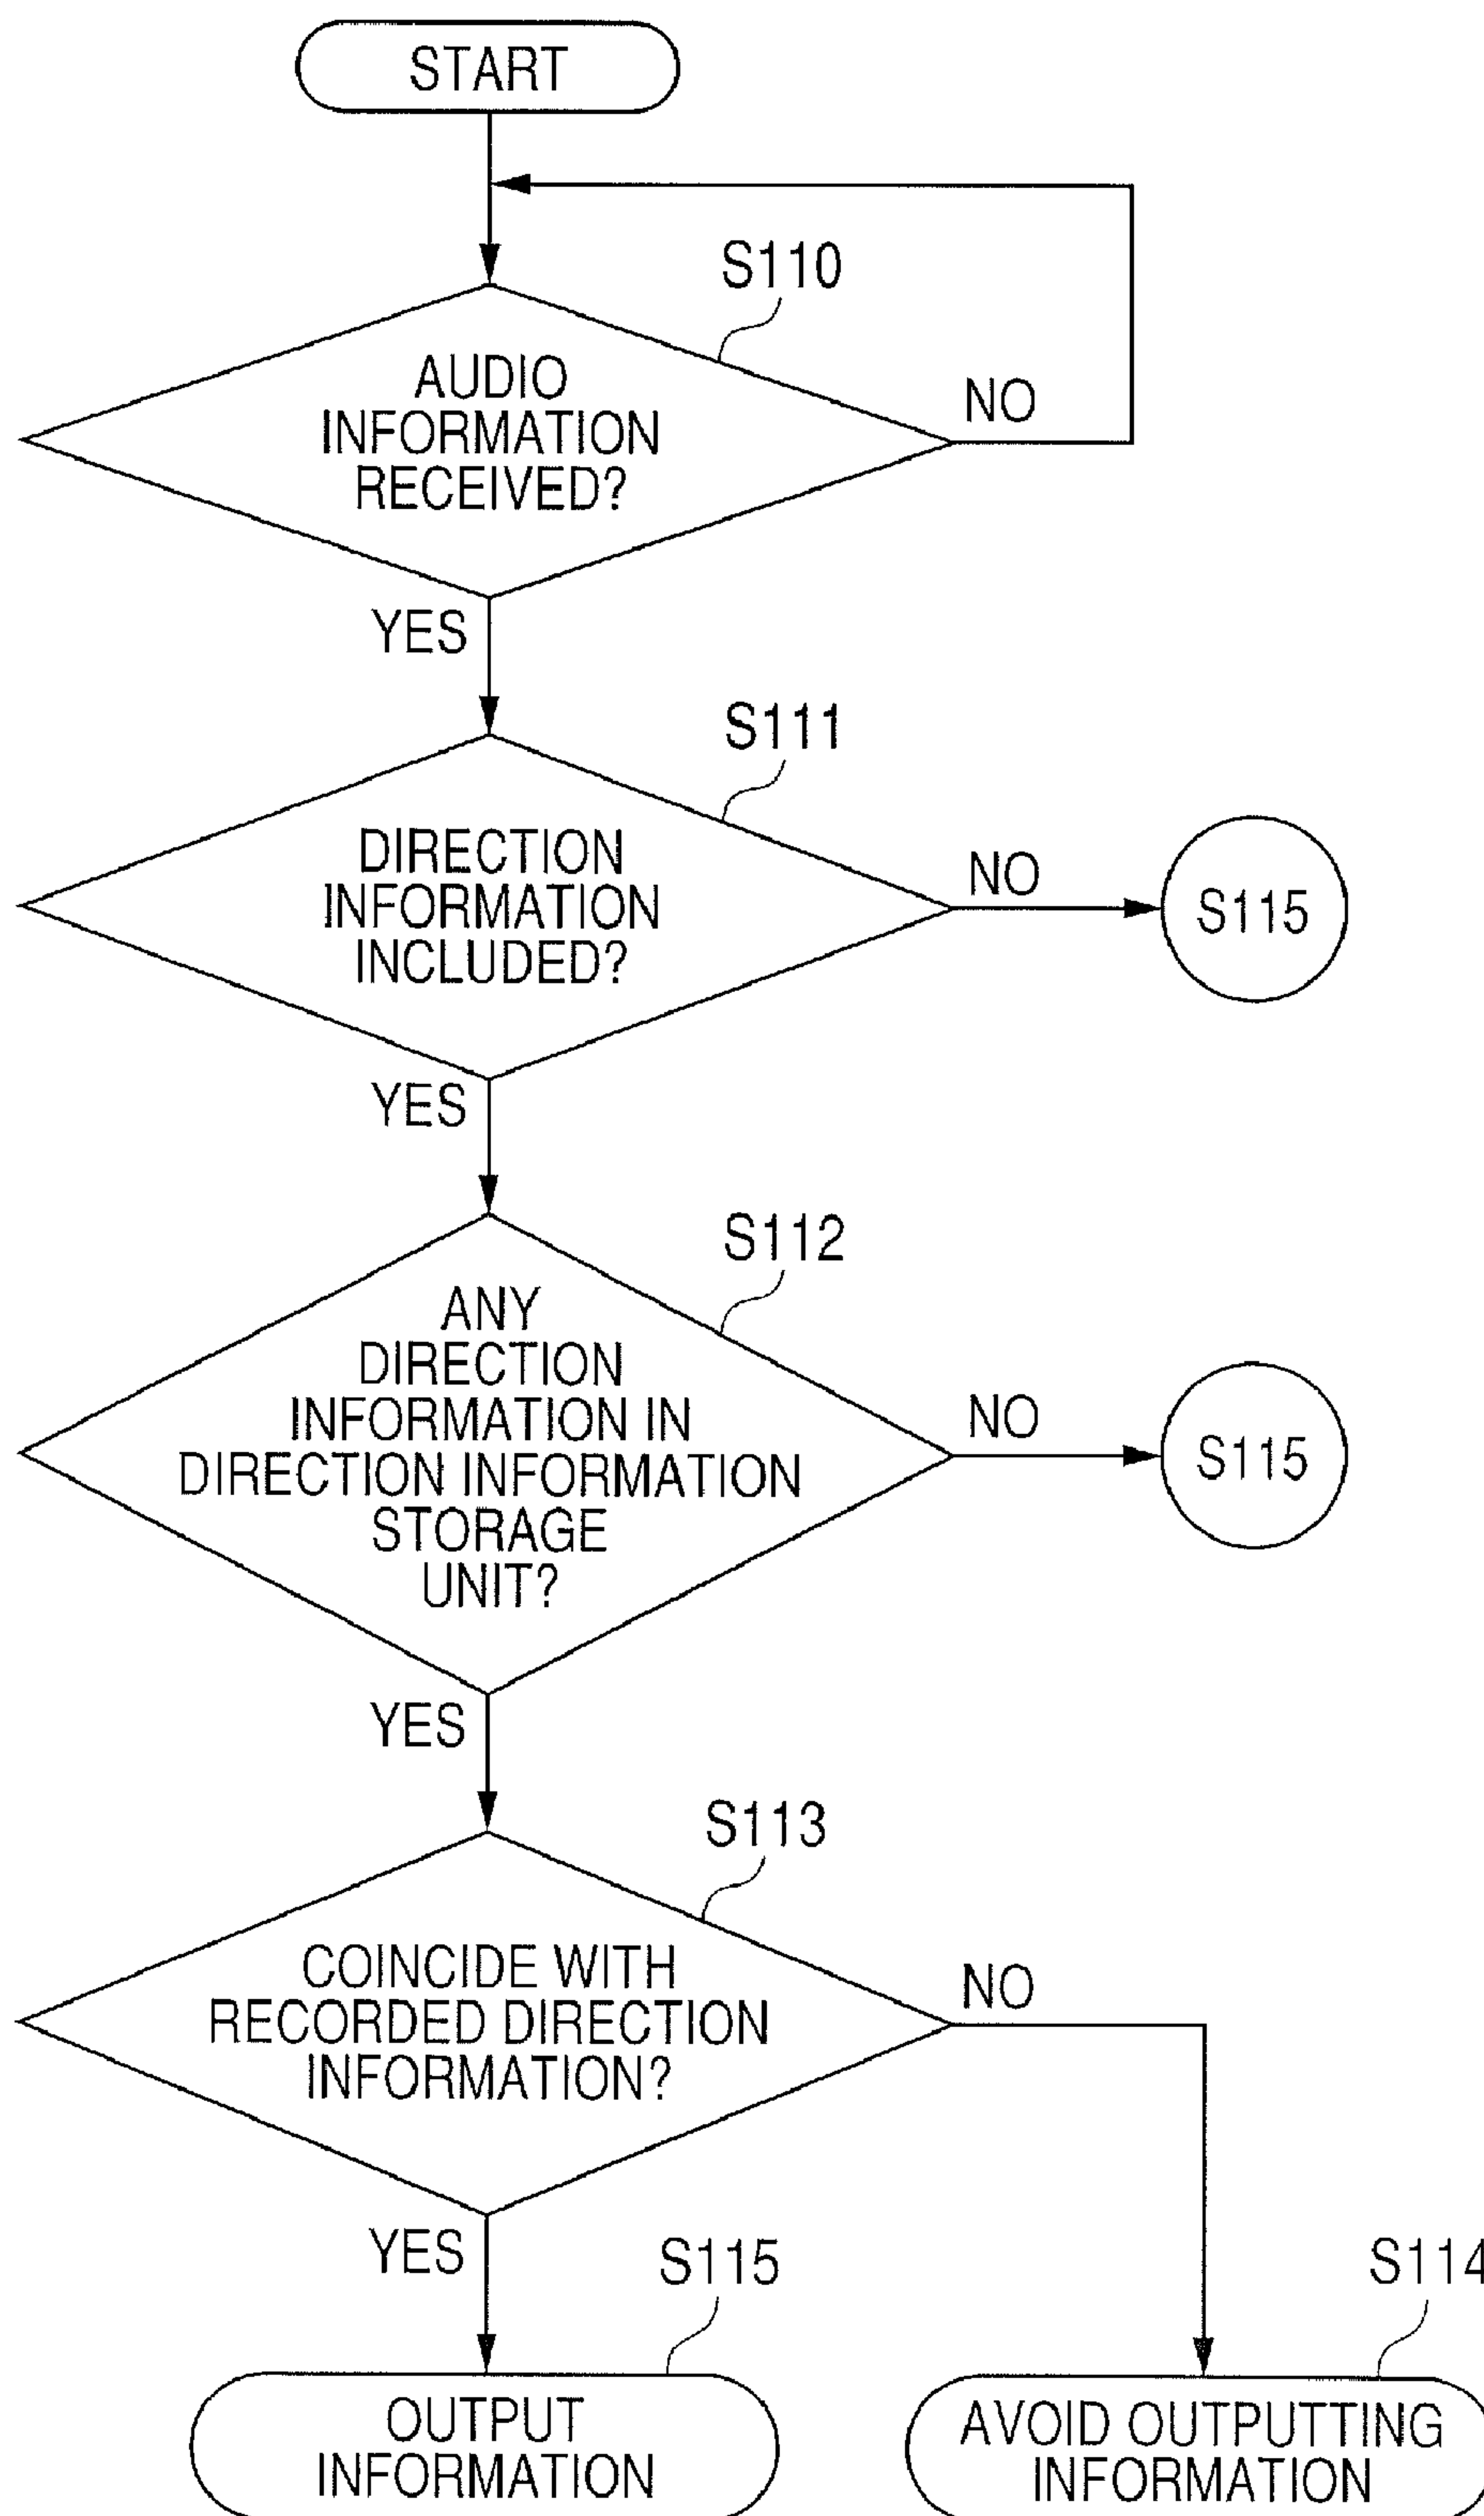 START
S110
AUDIO
INFORMATION
RECEIVED?
NO
YES
S111
DIRECTION
INFORMATION
INCLUDED?
NO
S115
YES
S112
ANY
DIRECTION
INFORMATION IN
DIRECTION INFORMATION
STORAGE
UNIT?
NO
S115
YES
S113
COINCIDE WITH
RECORDED DIRECTION
INFORMATION?
NO
YES
S115
S114
OUTPUT
INFORMATION
AVOID OUTPUTTING
INFORMATION